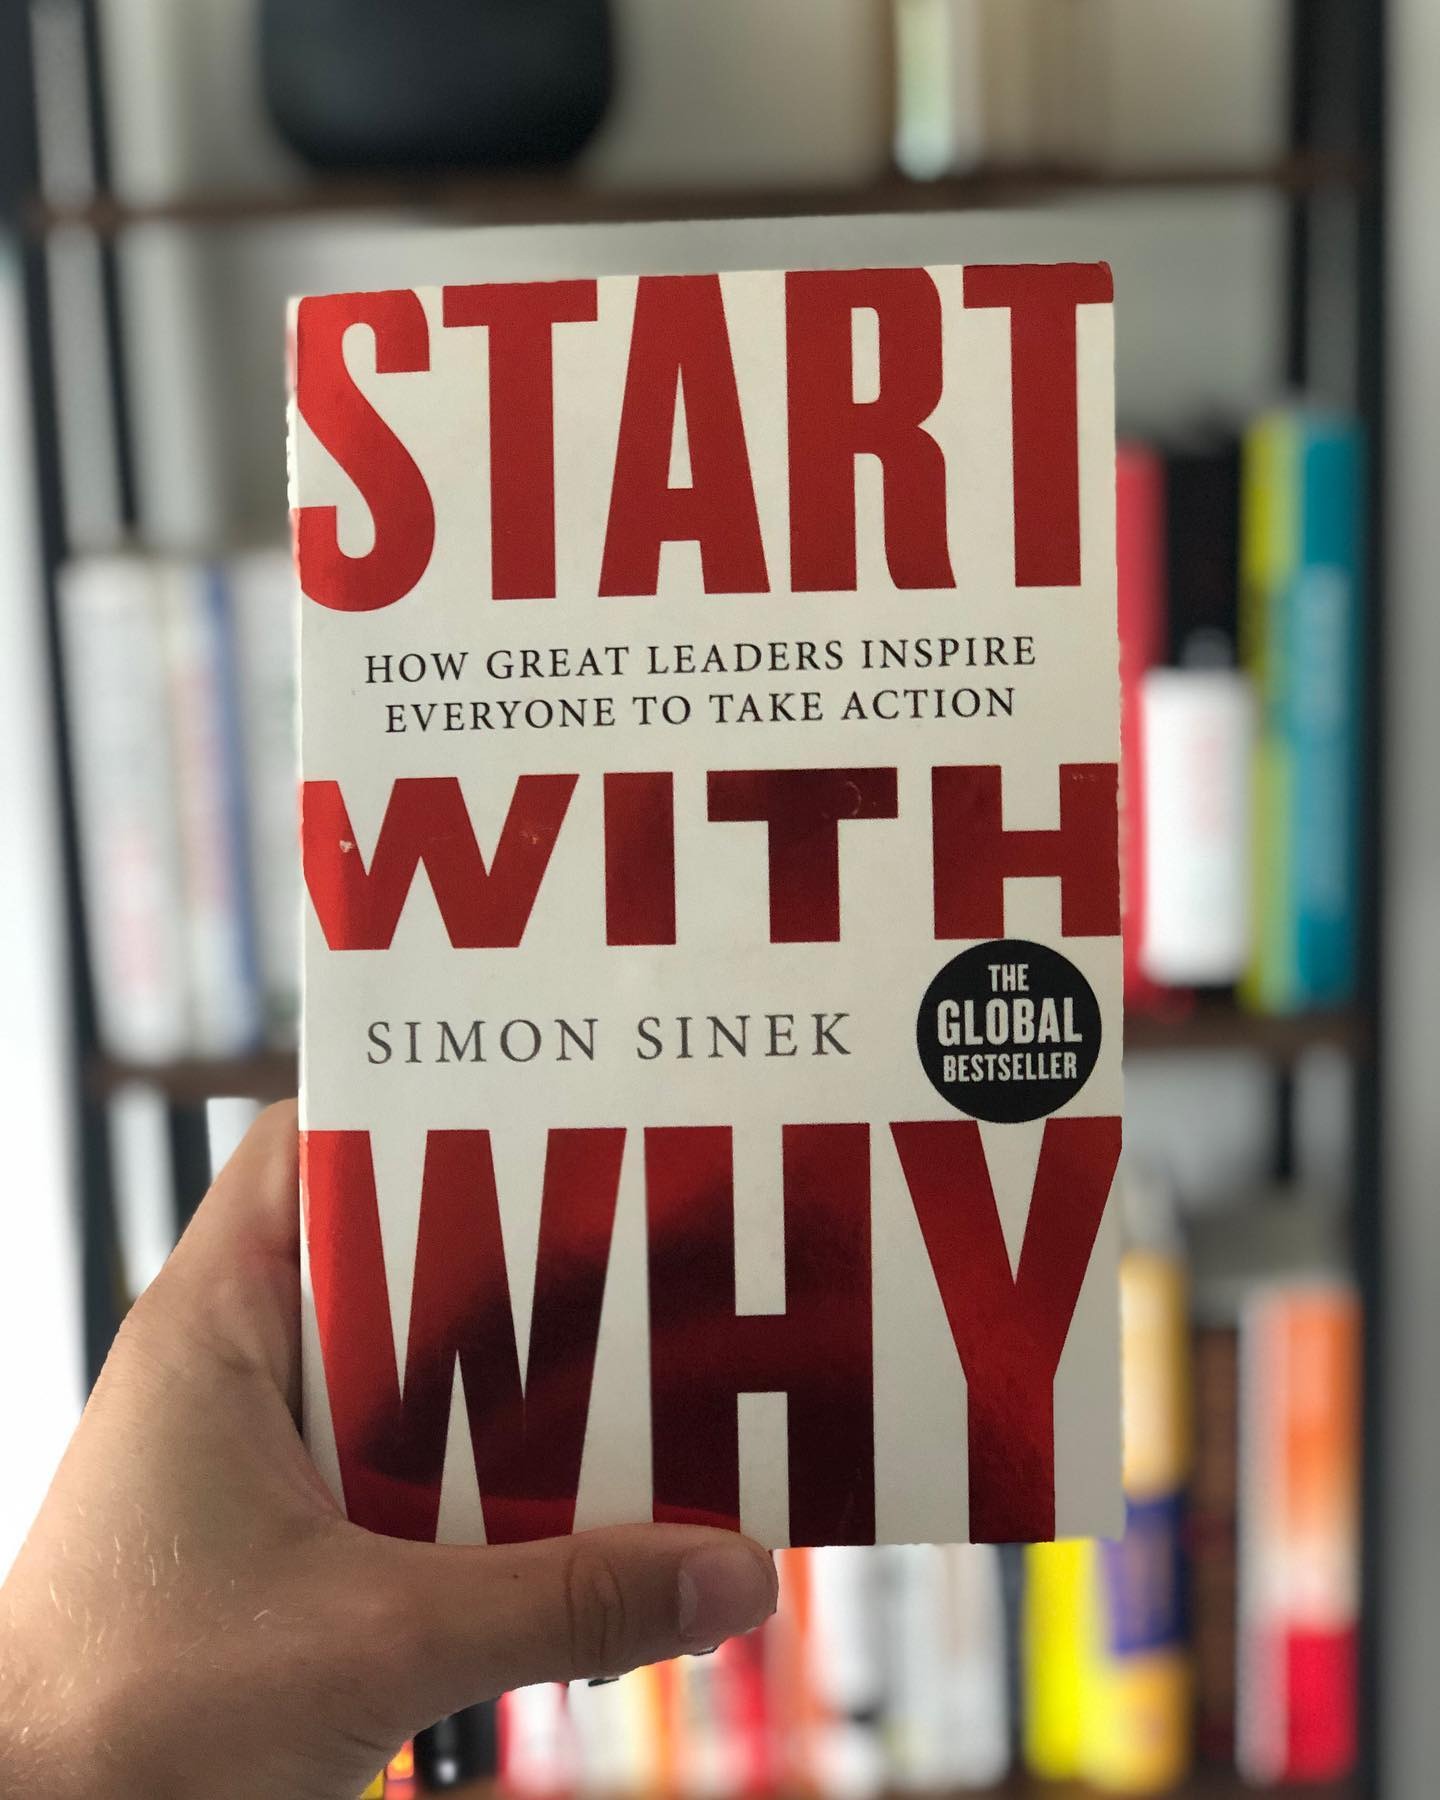 START
HOW GREAT LEADERS INSPIRE
EVERYONE TO TAKE ACTION
WITH
SIMON SINEK
THE
GLOBAL
BESTSELLER
WHY